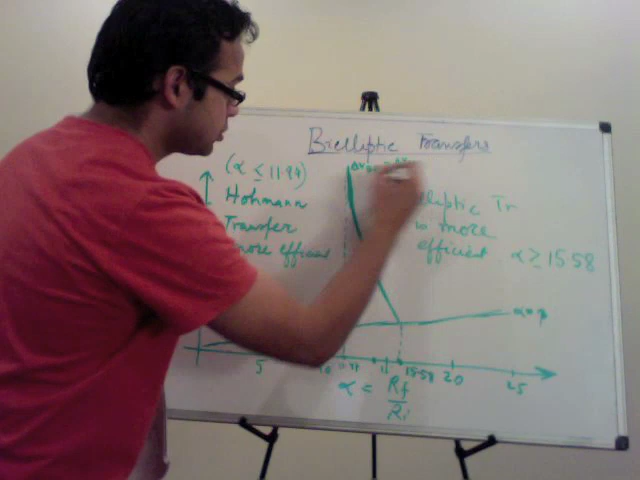 Bielliptic Transfers
(α ≤ 11.94)
Hohmann
Transfer
more efficient
lliptic Tr
is more
efficient α ≥ 15.58
5
15.58
20
25
α = Rf
Ri